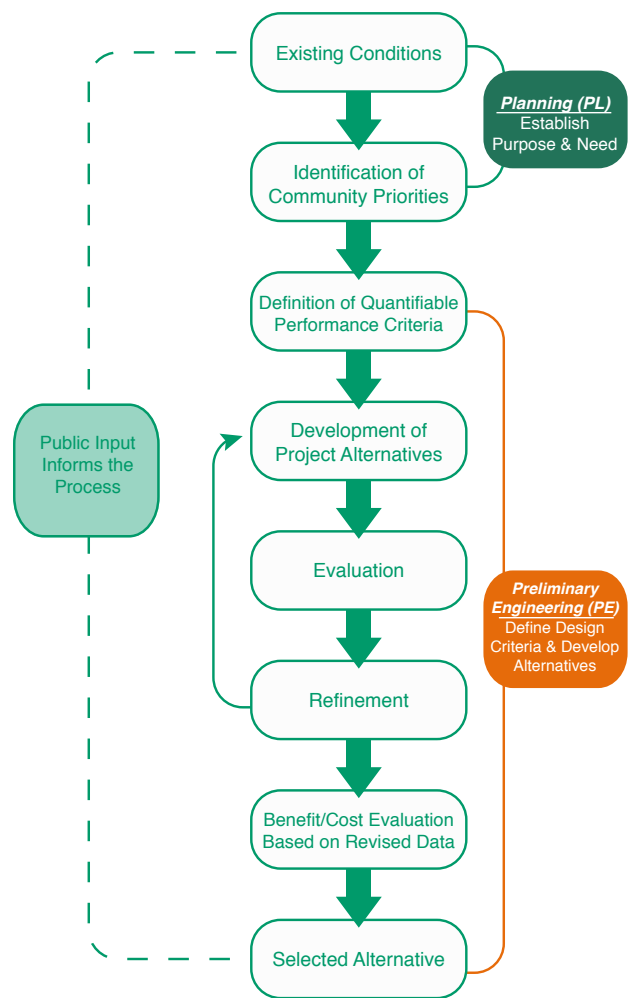 Existing Conditions
Planning (PL)
Establish
Purpose & Need
Identification of
Community Priorities
Definition of Quantifiable
Performance Criteria
Public Input
Informs the
Process
Development of
Project Alternatives
Evaluation
Preliminary
Engineering (PE)
Define Design
Criteria & Develop
Alternatives
Refinement
Benefit/Cost Evaluation
Based on Revised Data
Selected Alternative